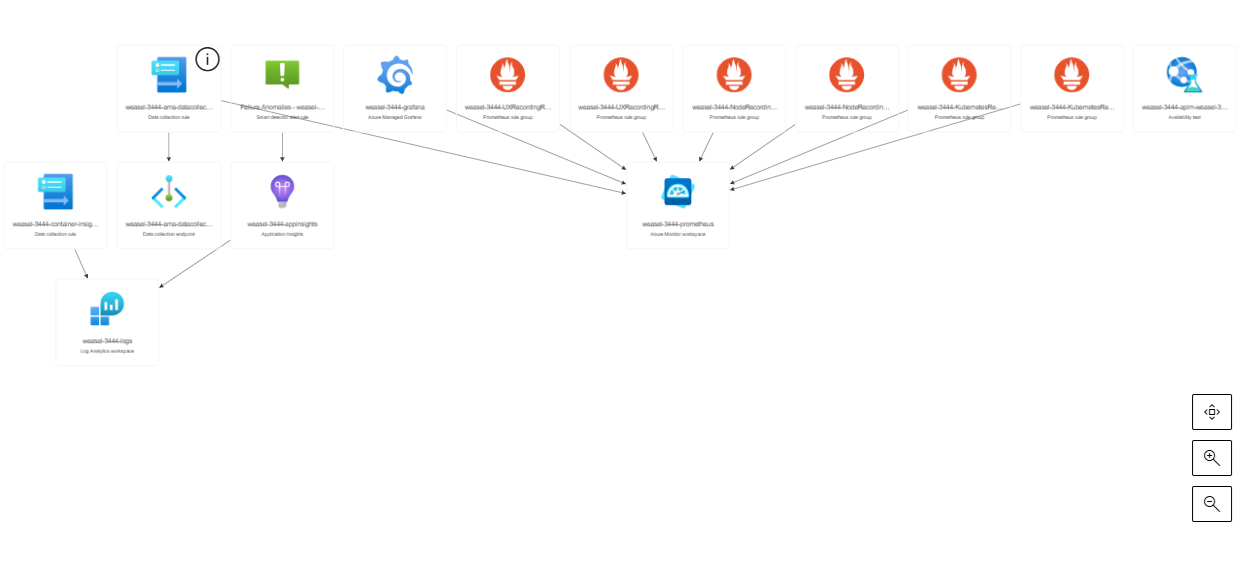 i
weasel-3444-ama-datacollec...
Data collection rule
Failure Anomalies - weasel-...
Smart detector alert rule
weasel-3444-grafana
Azure Managed Grafana
weasel-3444-UXRecordingR...
Prometheus rule group
weasel-3444-UXRecordingR...
Prometheus rule group
weasel-3444-NodeRecordin...
Prometheus rule group
weasel-3444-NodeRecordin...
Prometheus rule group
weasel-3444-KubernetesRe...
Prometheus rule group
weasel-3444-KubernetesRe...
Prometheus rule group
weasel-3444-apim-weasel-3...
Availability test
weasel-3444-container-insig...
Data collection rule
weasel-3444-ama-datacollec...
Data collection endpoint
weasel-3444-appinsights
Application Insights
weasel-3444-prometheus
Azure Monitor workspace
weasel-3444-logs
Log Analytics workspace